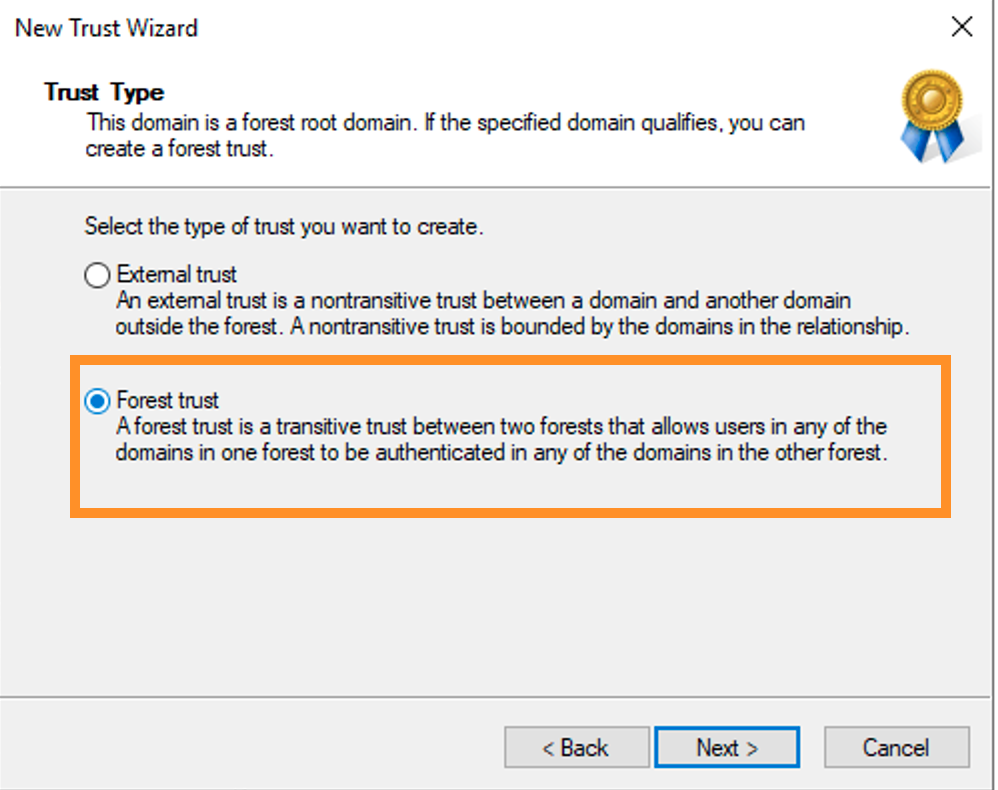 New Trust Wizard
Trust Type
This domain is a forest root domain. If the specified domain qualifies, you can
create a forest trust.
Select the type of trust you want to create.
External trust
An external trust is a nontransitive trust between a domain and another domain
outside the forest. A nontransitive trust is bounded by the domains in the relationship.
Forest trust
A forest trust is a transitive trust between two forests that allows users in any of the
domains in one forest to be authenticated in any of the domains in the other forest.
< Back Next > Cancel